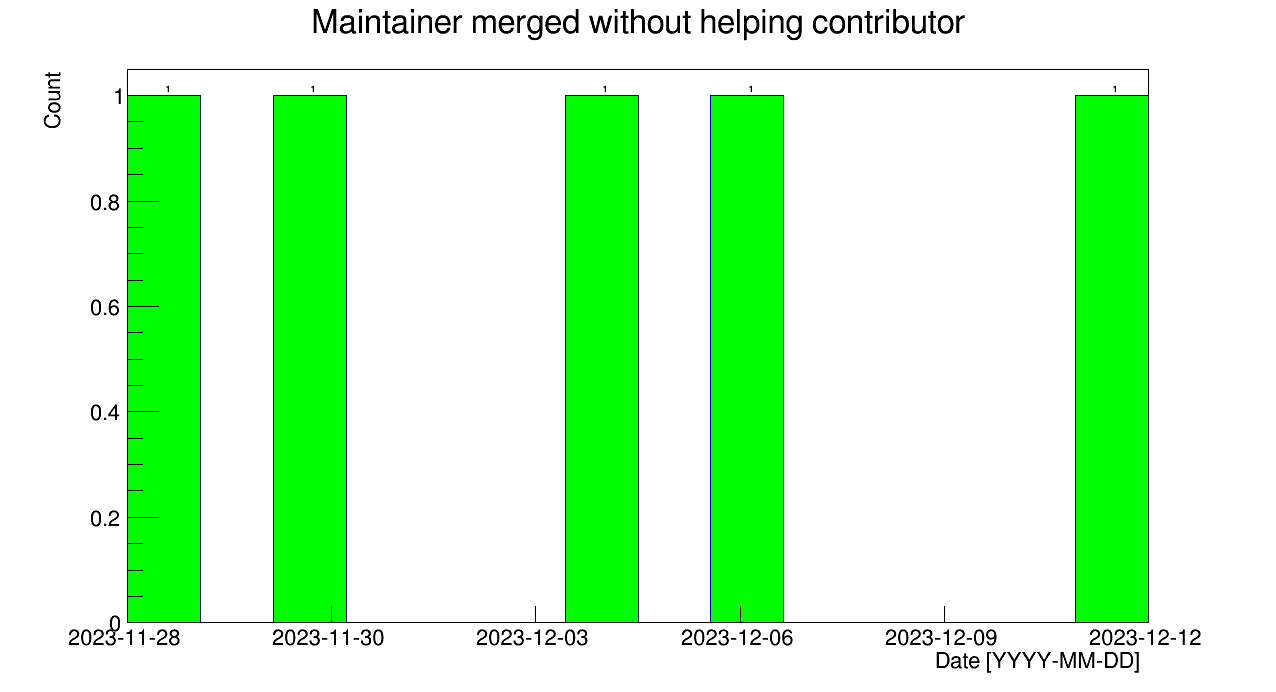 Maintainer merged without helping contributor
Count
1 1 1 1 1
1
0.8
0.6
0.4
0.2
0
2023-11-28 2023-11-30 2023-12-03 2023-12-06 2023-12-09 2023-12-12
Date [YYYY-MM-DD]